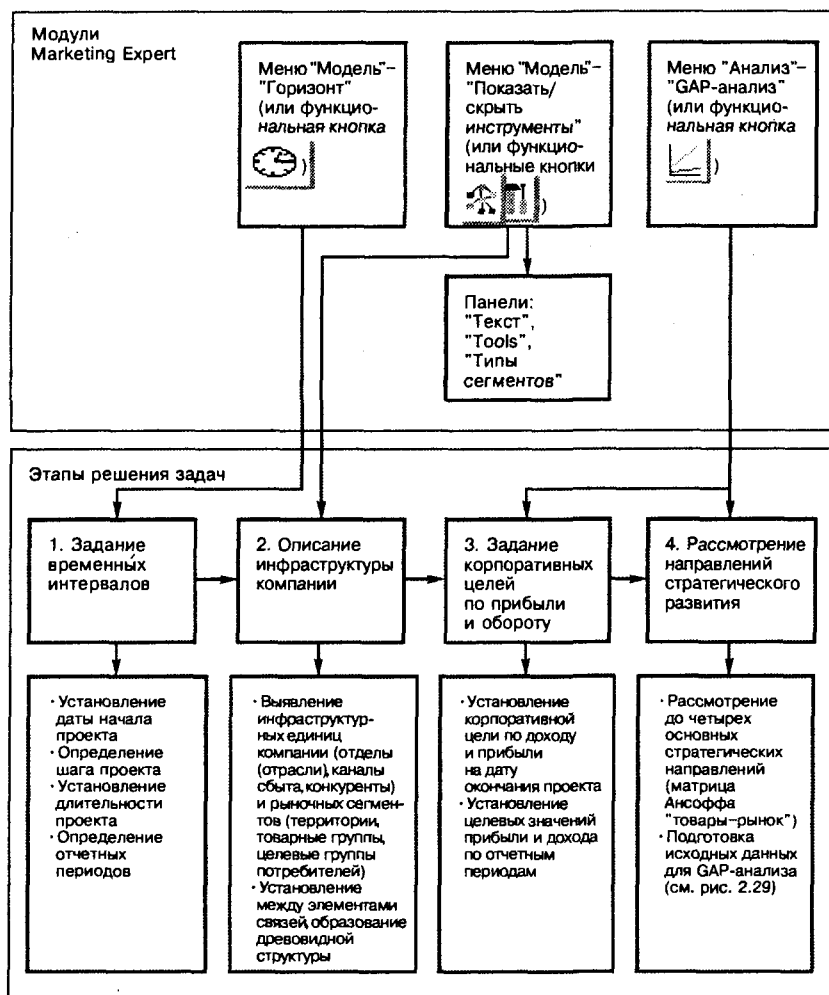 Модули
Marketing Expert
Меню "Модель"–
"Горизонт"
(или функцио-
нальная кнопка
)
Меню "Модель"–
"Показать/
скрыть
инструменты"
(или функцио-
нальные кнопки
)
Меню "Анализ"–
"GAP-анализ"
(или функцио-
нальная кнопка
)
Панели:
"Текст",
"Tools",
"Типы
сегментов"
Этапы решения задач
1. Задание
временных
интервалов
2. Описание
инфраструктуры
компании
3. Задание
корпоративных
целей
по прибыли
и обороту
4. Рассмотрение
направлений
стратегического
развития
· Установление
даты начала
проекта
· Определение
шага проекта
· Установление
длительности
проекта
· Определение
отчетных
периодов
· Выявление
инфраструктур-
ных единиц
компании (отделы
(отрасли), каналы
сбыта, конкуренты)
и рыночных сегмен-
тов (территории,
товарные группы,
целевые группы
потребителей)
· Установление
между элементами
связей, образование
древовидной
структуры
· Установление
корпоративной
цели по доходу
и прибыли
на дату
окончания проекта
· Установление
целевых значений
прибыли и дохода
по отчетным
периодам
· Рассмотрение
до четырех
основных
стратегических
направлений
(матрица
Ансоффа
"товары–рынок")
· Подготовка
исходных данных
для GAP-анализа
(см. рис. 2.29)